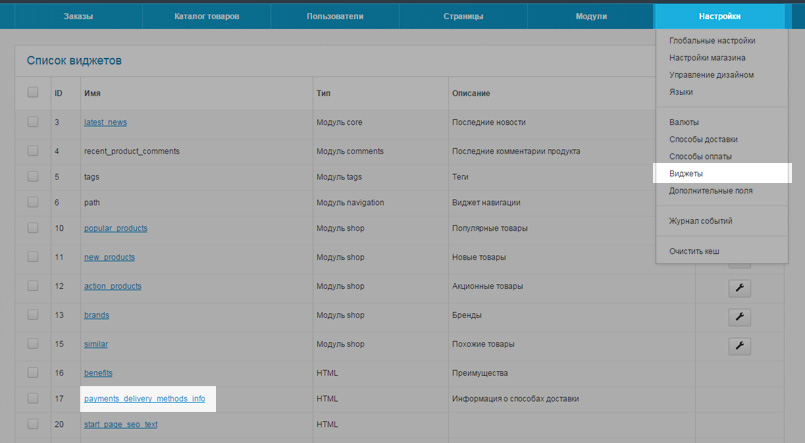 Заказы Каталог товаров Пользователи Страницы Модули Настройки
Глобальные настройки
Настройки магазина
Управление дизайном
Языки
Валюты
Способы доставки
Способы оплаты
Виджеты
Дополнительные поля
Журнал событий
Очистить кеш
Список виджетов
ID Имя Тип Описание
3 latest_news Модуль core Последние новости
4 recent_product_comments Модуль comments Последние комментарии продукта
5 tags Модуль tags Теги
6 path Модуль navigation Виджет навигации
10 popular_products Модуль shop Популярные товары
11 new_products Модуль shop Новые товары
12 action_products Модуль shop Акционные товары
13 brands Модуль shop Бренды
15 similar Модуль shop Похожие товары
16 benefits HTML Преимущества
17 payments_delivery_methods_info HTML Информация о способах доставки
20 start_page_seo_text HTML